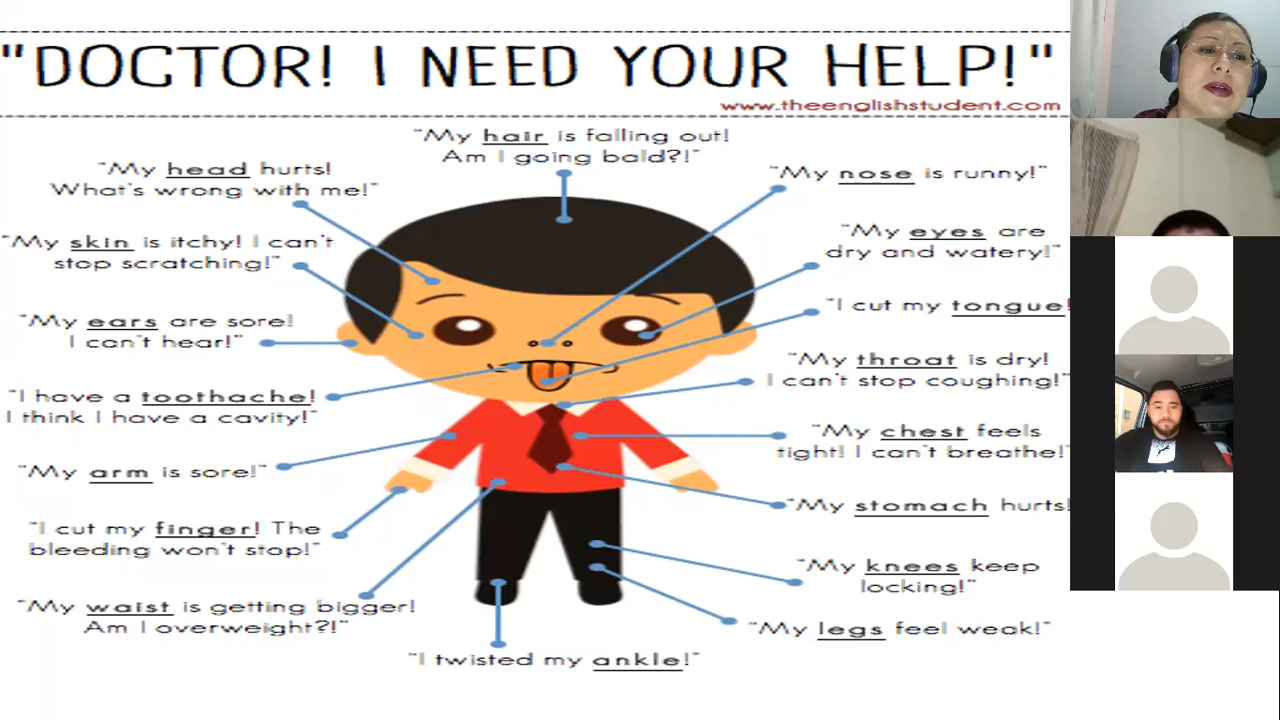 "DOCTOR! I NEED YOUR HELP!"
www.theenglishstudent.com
"My hair is falling out!
Am I going bald?!"
"My head hurts!
What's wrong with me!"
"My skin is itchy! I can't
stop scratching!"
"My ears are sore!
I can't hear!"
"I have a toothache!
I think I have a cavity!"
"My arm is sore!"
"I cut my finger! The
bleeding won't stop!"
"My waist is getting bigger!
Am I overweight?!"
"I twisted my ankle!"
"My nose is runny!"
"My eyes are
dry and watery!"
"I cut my tongue!
"My throat is dry!
I can't stop coughing!"
"My chest feels
tight! I can't breathe!"
"My stomach hurts!
"My knees keep
locking!"
"My legs feel weak!"